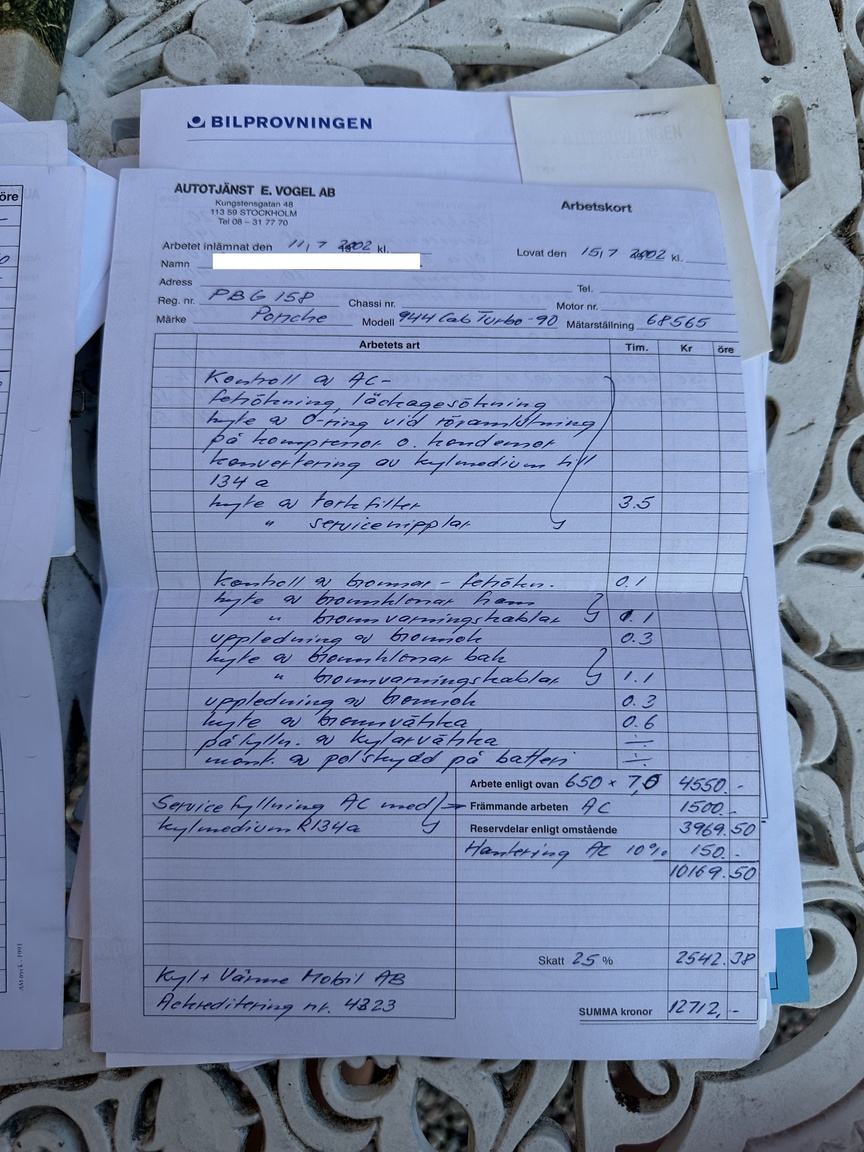 BILPROVNINGEN
AUTOTJÄNST E. VOGEL AB
Kungstensgatan 48
113 59 STOCKHOLM
Tel 08 – 31 77 70
Arbetskort
Arbetet inlämnat den 11/7 2002 kl.
Lovat den 15/7 2002 kl.
Namn
Adress
Tel.
Reg. nr. PBG 158 Chassi nr. Motor nr.
Märke Porsche Modell 944 Cab Turbo -90 Mätarställning 68565
Arbetets art Tim. Kr öre
Kontroll av AC-
felsökning, läckagesökning
byte av O-ring vid röranslutning
på kompressor o. kondensor
konvertering av kylmedium till
134 a
byte av torkfilter 3.5
" servicenipplar
Kontroll av bromsar – felsökn. 0.1
byte av bromsklossar fram
" bromsvarningskablar 1.1
uppledning av bromsok 0.3
byte av bromsklossar bak
" bromsvarningskablar 1.1
uppledning av bromsok 0.3
byte av bromsvätska 0.6
påfylln. av kylarvätska -
mont. av polskydd på batteri -
Arbete enligt ovan 650 x 7,0 4550.-
Servicefyllning AC med
Främmande arbeten AC 1500.-
kylmedium R134a
Reservdelar enligt omstående 3969.50
Hantering AC 10% 150.-
10169.50
Skatt 25 % 2542.38
Kyl + Värme Mobil AB
Ackreditering nr. 4323
SUMMA kronor 12712,-
öre